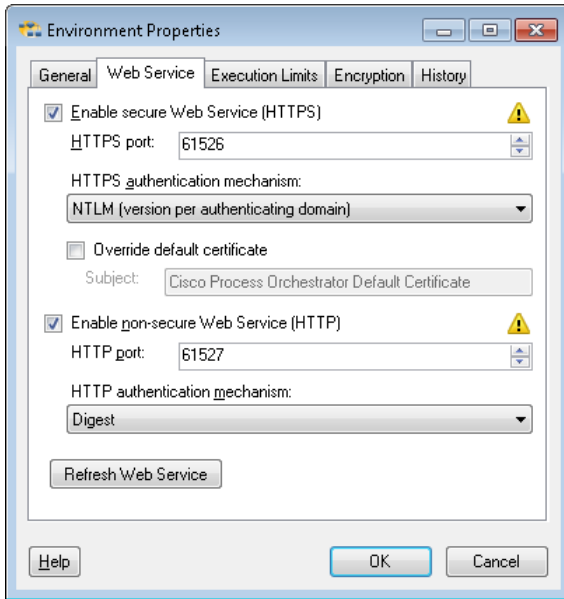 Environment Properties
General Web Service Execution Limits Encryption History
Enable secure Web Service (HTTPS)
HTTPS port: 61526
HTTPS authentication mechanism:
NTLM (version per authenticating domain)
Override default certificate
Subject: Cisco Process Orchestrator Default Certificate
Enable non-secure Web Service (HTTP)
HTTP port: 61527
HTTP authentication mechanism:
Digest
Refresh Web Service
Help OK Cancel